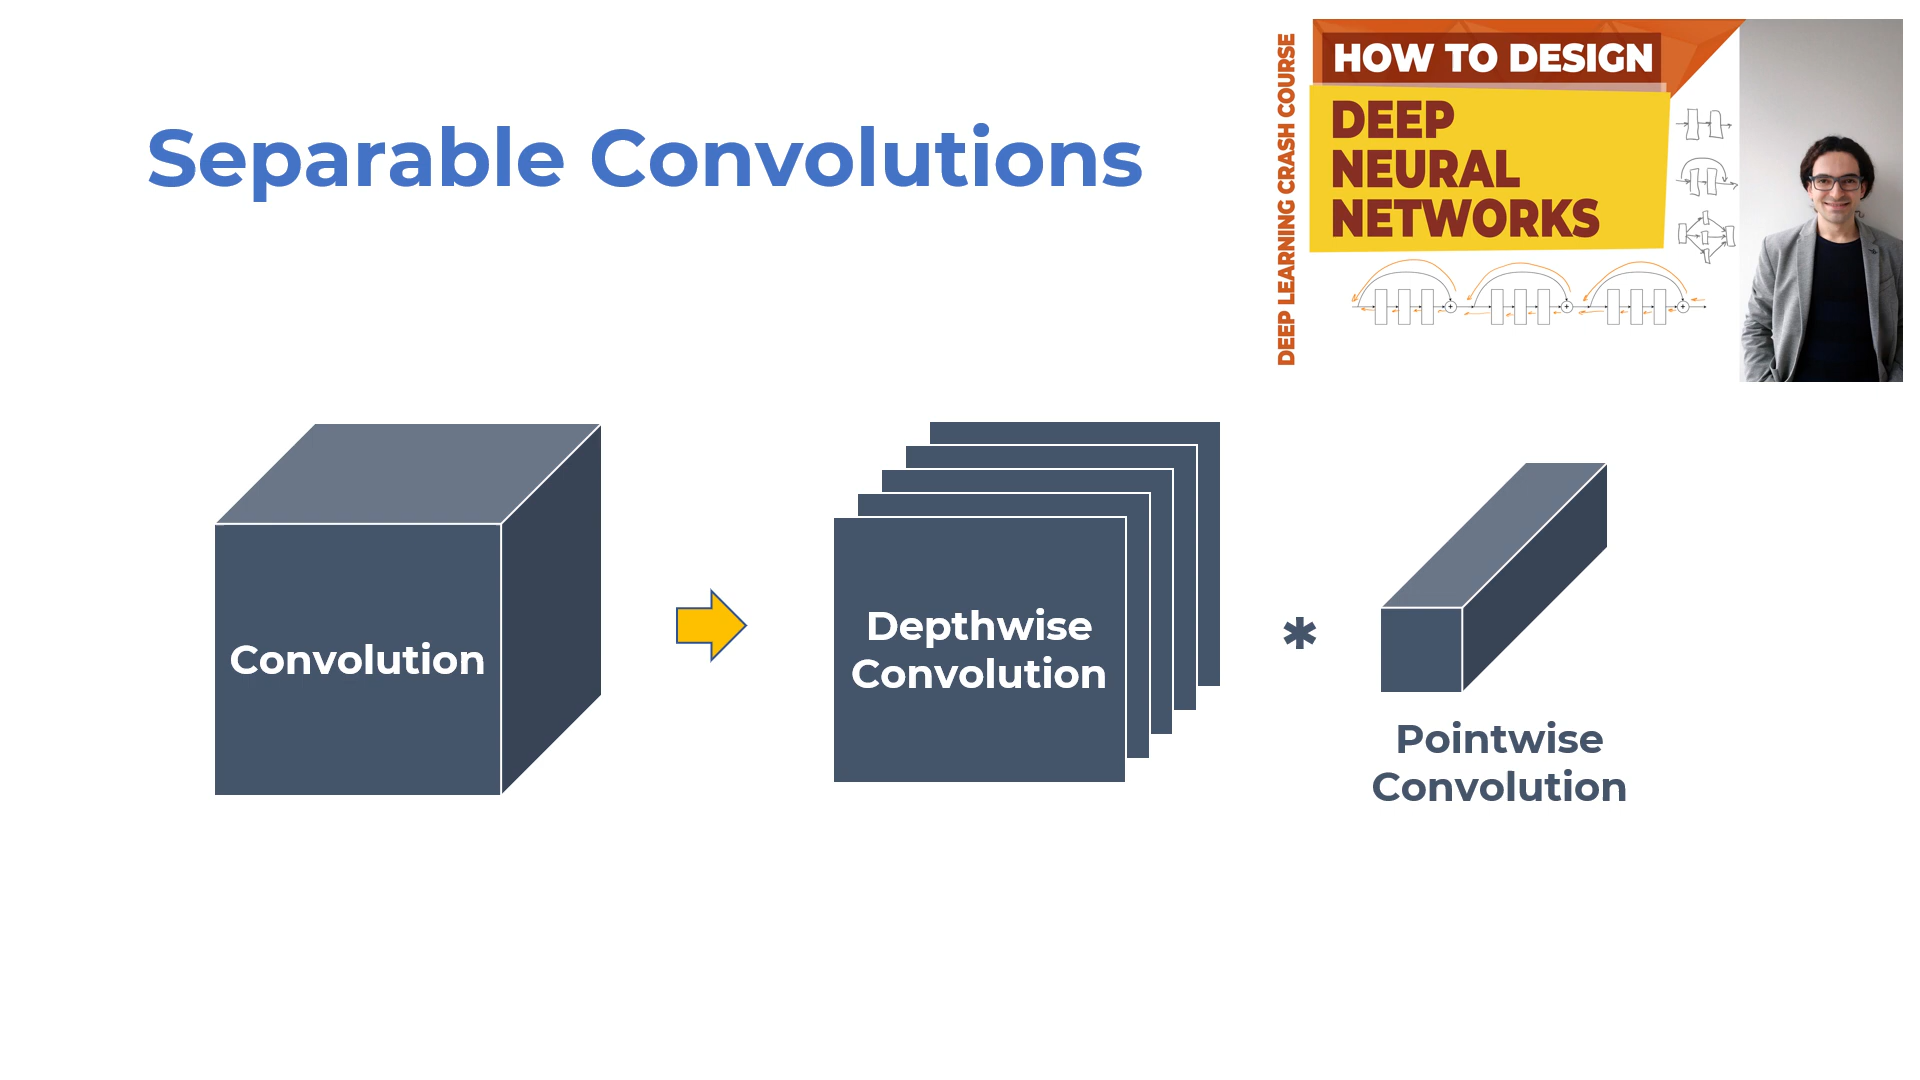 Separable Convolutions
DEEP LEARNING CRASH COURSE
HOW TO DESIGN
DEEP
NEURAL
NETWORKS
Convolution
Depthwise
Convolution
*
Pointwise
Convolution